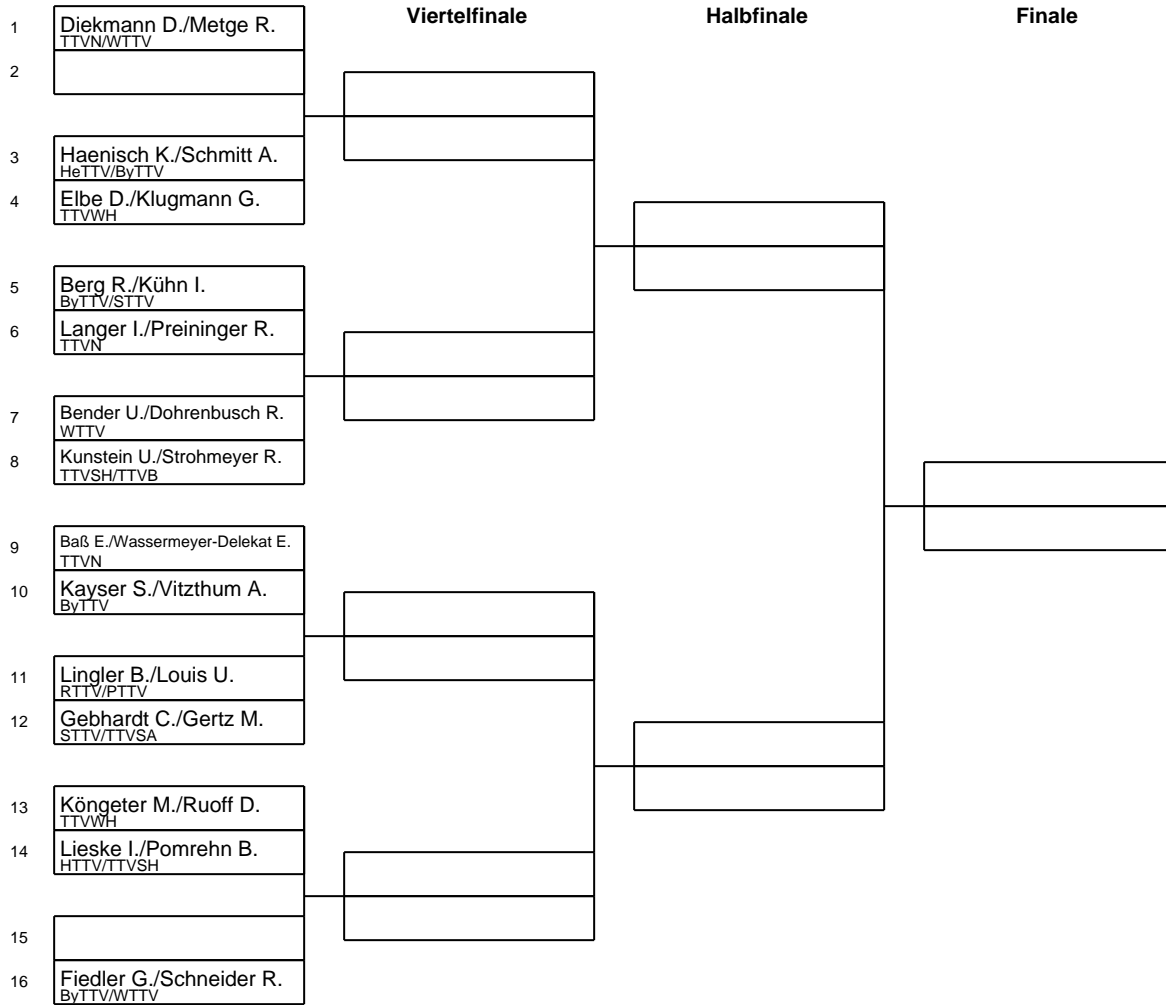 Viertelfinale Halbfinale Finale
1 Diekmann D./Metge R.
TTVN/WTTV
2
3 Haenisch K./Schmitt A.
HeTTV/ByTTV
4 Elbe D./Klugmann G.
TTVWH
5 Berg R./Kühn I.
ByTTV/STTV
6 Langer I./Preininger R.
TTVN
7 Bender U./Dohrenbusch R.
WTTV
8 Kunstein U./Strohmeyer R.
TTVSH/TTVB
9 Baß E./Wassermeyer-Delekat E.
TTVN
10 Kayser S./Vitzthum A.
ByTTV
11 Lingler B./Louis U.
RTTV/PTTV
12 Gebhardt C./Gertz M.
STTV/TTVSA
13 Köngeter M./Ruoff D.
TTVWH
14 Lieske I./Pomrehn B.
HTTV/TTVSH
15
16 Fiedler G./Schneider R.
ByTTV/WTTV